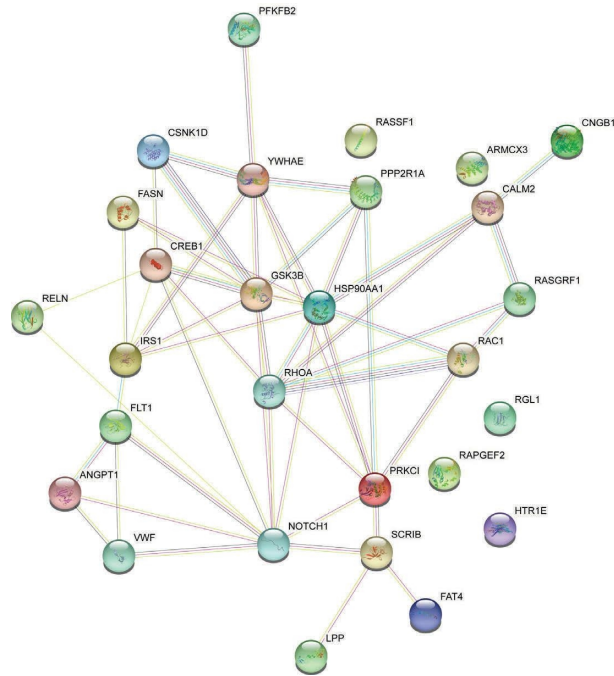 PFKFB2
RASSF1
CNGB1
CSNK1D
ARMCX3
YWHAE
PPP2R1A
CALM2
FASN
CREB1
GSK3B
HSP90AA1
RASGRF1
RELN
IRS1
RAC1
RHOA
FLT1
RGL1
ANGPT1
PRKCI
RAPGEF2
HTR1E
NOTCH1
SCRIB
VWF
FAT4
LPP